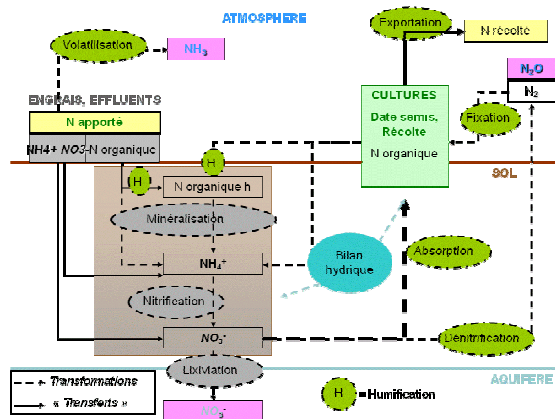 ATMOSPHERE
Exportation
Volatilisation
NH3
N récolté
N2O
N2
ENGRAIS, EFFLUENTS
CULTURES
Date semis,
Récolte
N organique
Fixation
N apporté
NH4+ NO3-
N organique
H
H
SOL
N organique h
Minéralisation
Absorption
Bilan
hydrique
NH4+
Nitrification
NO3-
Dénitrification
Lixiviation
AQUIFERE
Transformations
« Transferts »
H
=Humification
NO3-